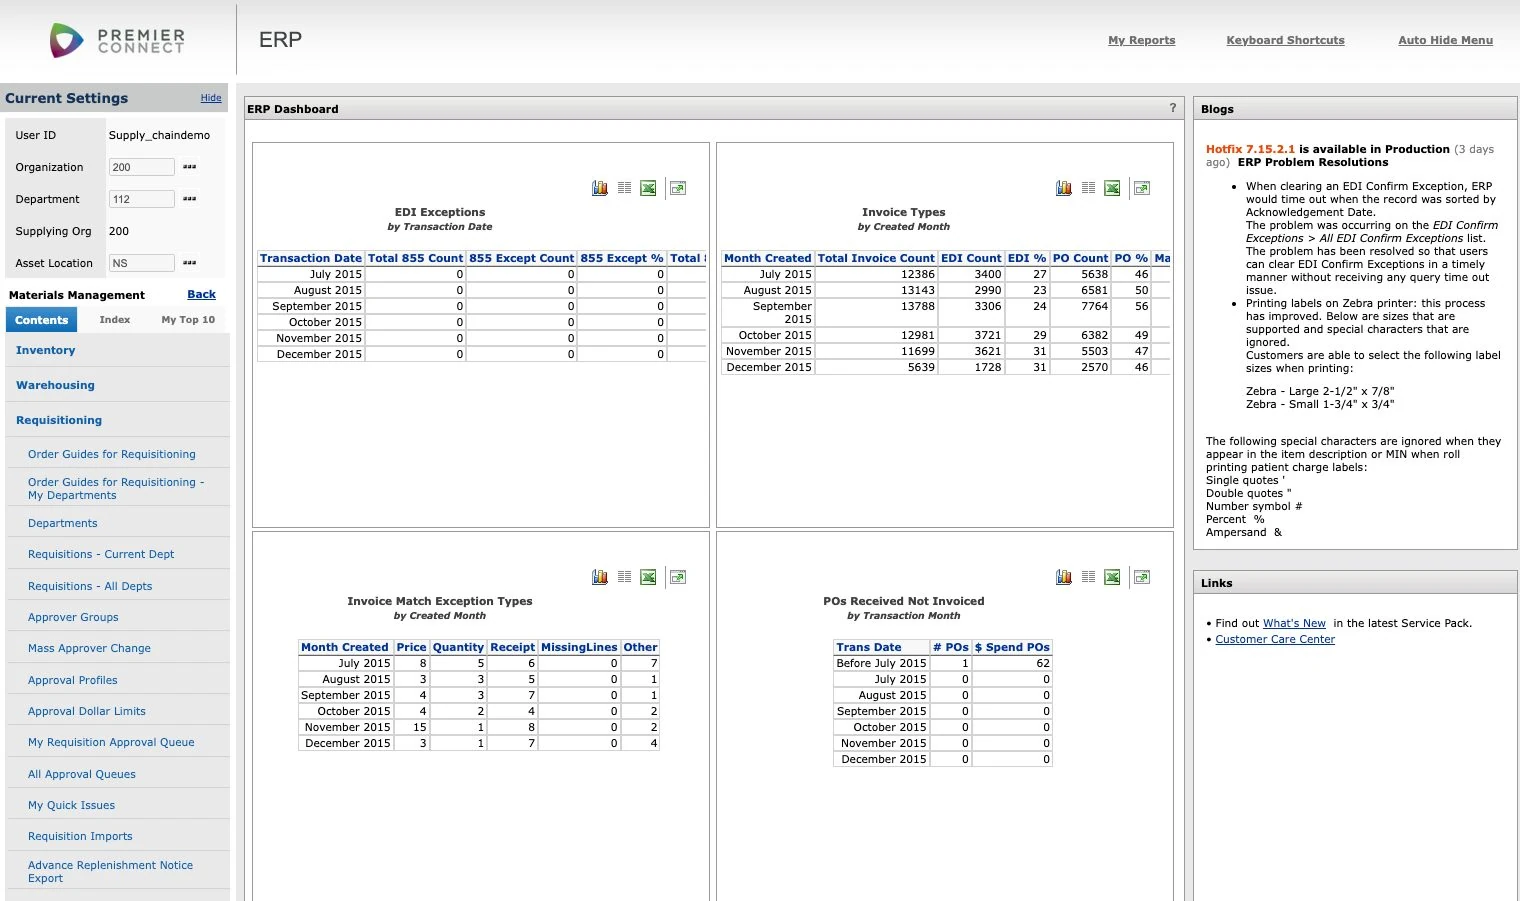 PREMIER
CONNECT
ERP
My Reports
Keyboard Shortcuts
Auto Hide Menu
Current Settings
Hide
User ID Supply_chaindemo
Organization 200
Department 112
Supplying Org 200
Asset Location NS
Materials Management Back
Contents Index My Top 10
Inventory
Warehousing
Requisitioning
Order Guides for Requisitioning
Order Guides for Requisitioning -
My Departments
Departments
Requisitions - Current Dept
Requisitions - All Depts
Approver Groups
Mass Approver Change
Approval Profiles
Approval Dollar Limits
My Requisition Approval Queue
All Approval Queues
My Quick Issues
Requisition Imports
Advance Replenishment Notice
Export
ERP Dashboard ?
EDI Exceptions
by Transaction Date
Transaction Date Total 855 Count 855 Except Count 855 Except % Total
July 2015 0 0 0
August 2015 0 0 0
September 2015 0 0 0
October 2015 0 0 0
November 2015 0 0 0
December 2015 0 0 0
Invoice Types
by Created Month
Month Created Total Invoice Count EDI Count EDI % PO Count PO % Ma
July 2015 12386 3400 27 5638 46
August 2015 13143 2990 23 6581 50
September 13788 3306 24 7764 56
2015
October 2015 12981 3721 29 6382 49
November 2015 11699 3621 31 5503 47
December 2015 5639 1728 31 2570 46
Invoice Match Exception Types
by Created Month
Month Created Price Quantity Receipt MissingLines Other
July 2015 8 5 6 0 7
August 2015 3 3 5 0 1
September 2015 4 3 7 0 1
October 2015 4 2 4 0 2
November 2015 15 1 8 0 2
December 2015 3 1 7 0 4
POs Received Not Invoiced
by Transaction Month
Trans Date # POs $ Spend POs
Before July 2015 1 62
July 2015 0 0
August 2015 0 0
September 2015 0 0
October 2015 0 0
November 2015 0 0
December 2015 0 0
Blogs
Hotfix 7.15.2.1 is available in Production (3 days
ago) ERP Problem Resolutions
• When clearing an EDI Confirm Exception, ERP
would time out when the record was sorted by
Acknowledgement Date.
The problem was occurring on the EDI Confirm
Exceptions > All EDI Confirm Exceptions list.
The problem has been resolved so that users
can clear EDI Confirm Exceptions in a timely
manner without receiving any query time out
issue.
• Printing labels on Zebra printer: this process
has improved. Below are sizes that are
supported and special characters that are
ignored.
Customers are able to select the following label
sizes when printing:
Zebra - Large 2-1/2" x 7/8"
Zebra - Small 1-3/4" x 3/4"
The following special characters are ignored when they
appear in the item description or MIN when roll
printing patient charge labels:
Single quotes '
Double quotes "
Number symbol #
Percent %
Ampersand &
Links
• Find out What's New in the latest Service Pack.
• Customer Care Center